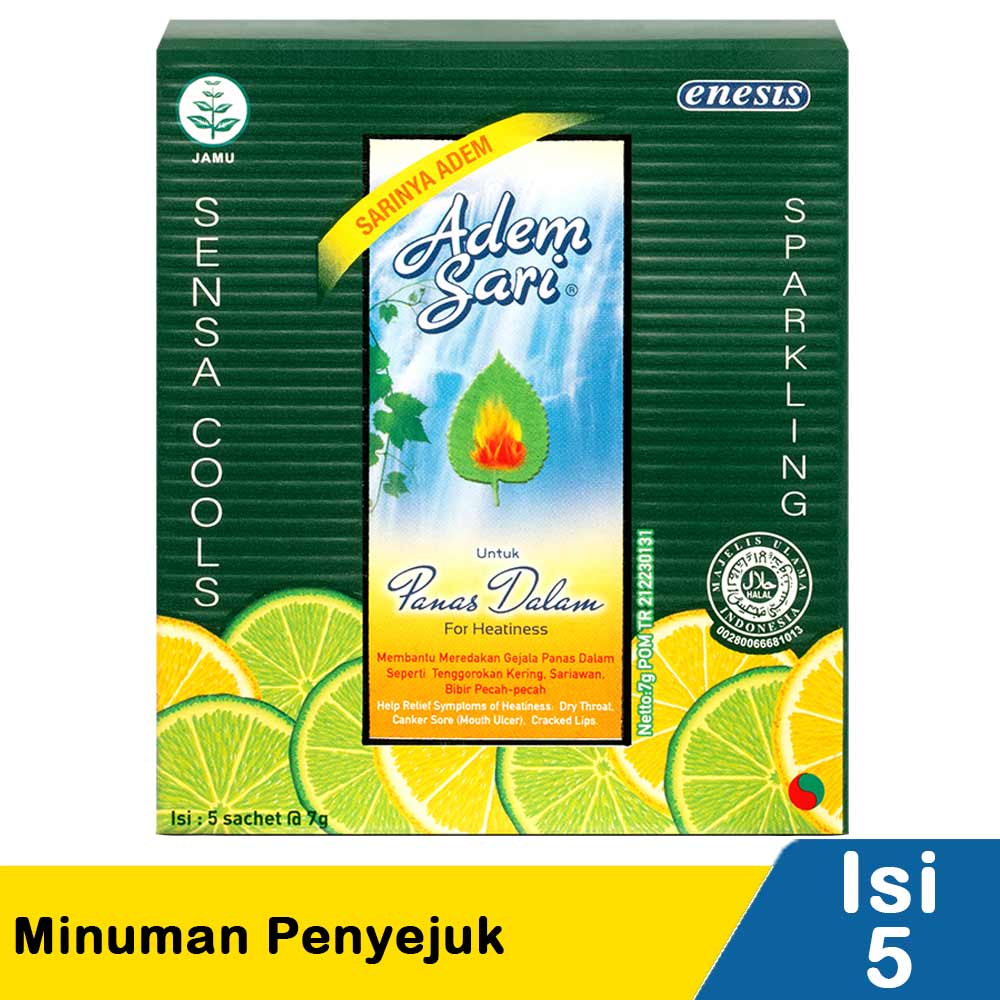 JAMU
enesis
SENSA COOLS
SPARKLING
SARINYA ADEM
Adem
Sari ®
Untuk
Panas Dalam
For Heatiness
Membantu Meredakan Gejala Panas Dalam
Seperti Tenggorokan Kering, Sariawan,
Bibir Pecah-pecah
Help Relief Symptoms of Heatiness: Dry Throat,
Canker Sore (Mouth Ulcer), Cracked Lips.
Netto:7g POM TR 212230131
MAJELIS ULAMA
INDONESIA
حلال
HALAL
00280066681013
Isi : 5 sachet @ 7g
Minuman Penyejuk
Isi
5